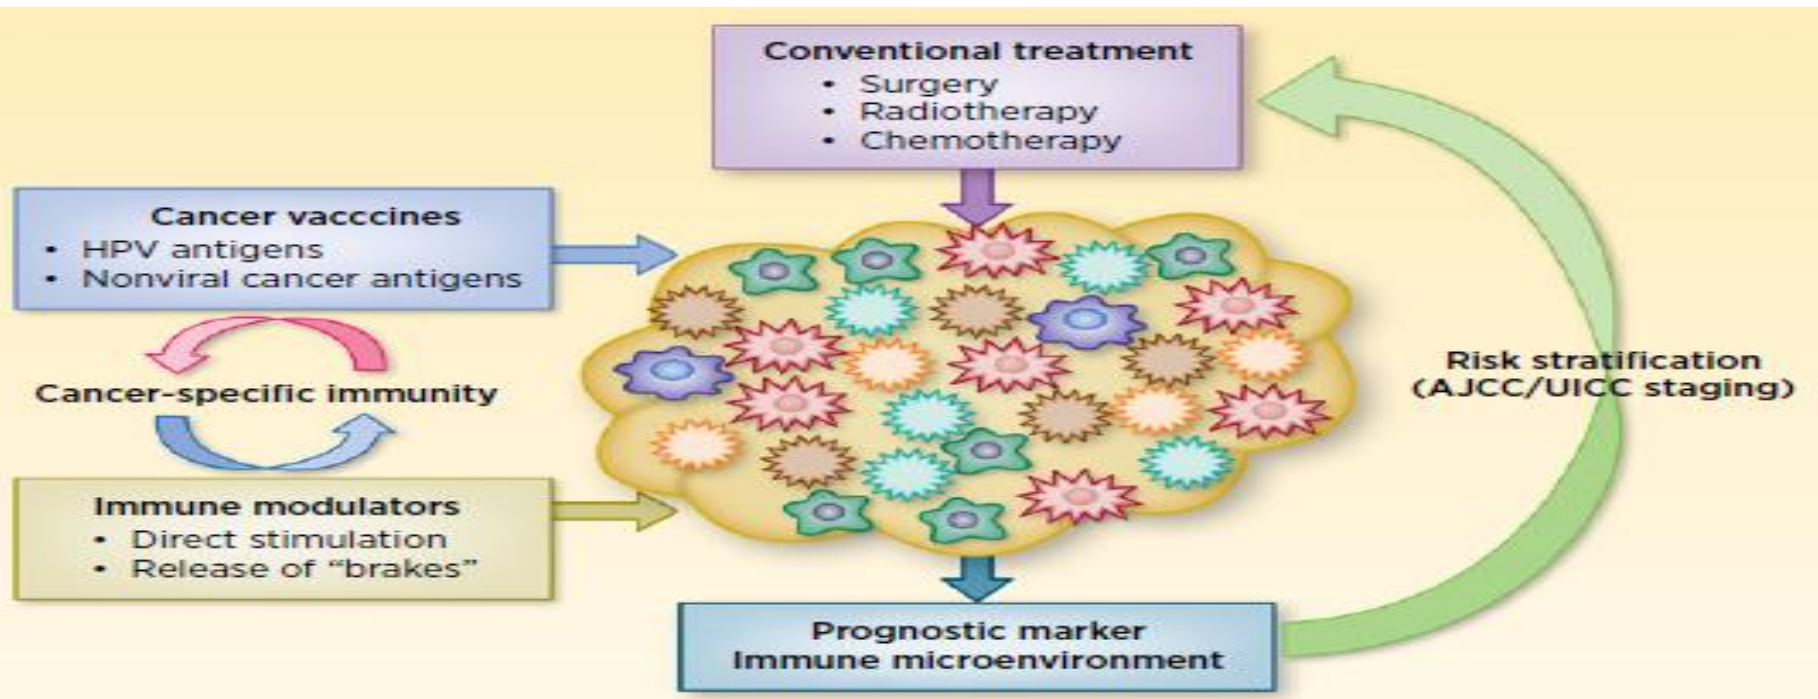 Conventional treatment
• Surgery
• Radiotherapy
• Chemotherapy
Cancer vacccines
• HPV antigens
• Nonviral cancer antigens
Cancer-specific immunity
Immune modulators
• Direct stimulation
• Release of “brakes”
Risk stratification
(AJCC/UICC staging)
Prognostic marker
Immune microenvironment